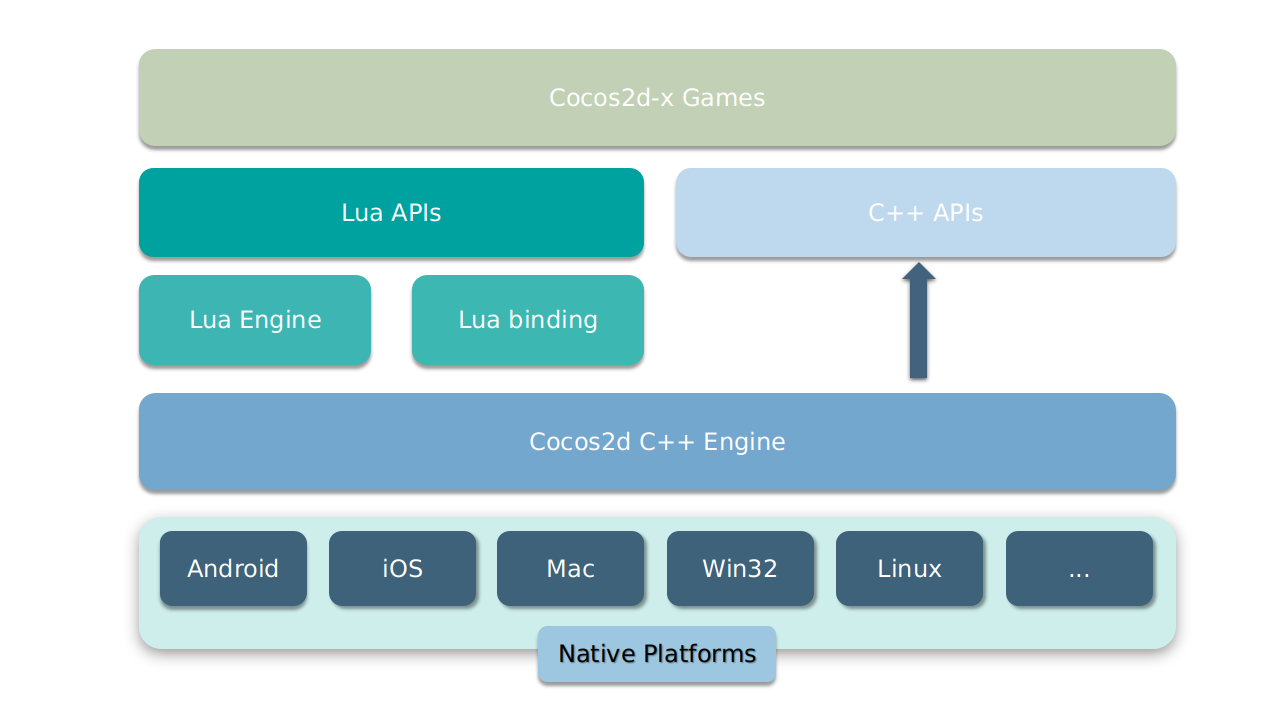 Cocos2d-x Games
Lua APIs
C++ APIs
Lua Engine
Lua binding
Cocos2d C++ Engine
Android
iOS
Mac
Win32
Linux
...
Native Platforms